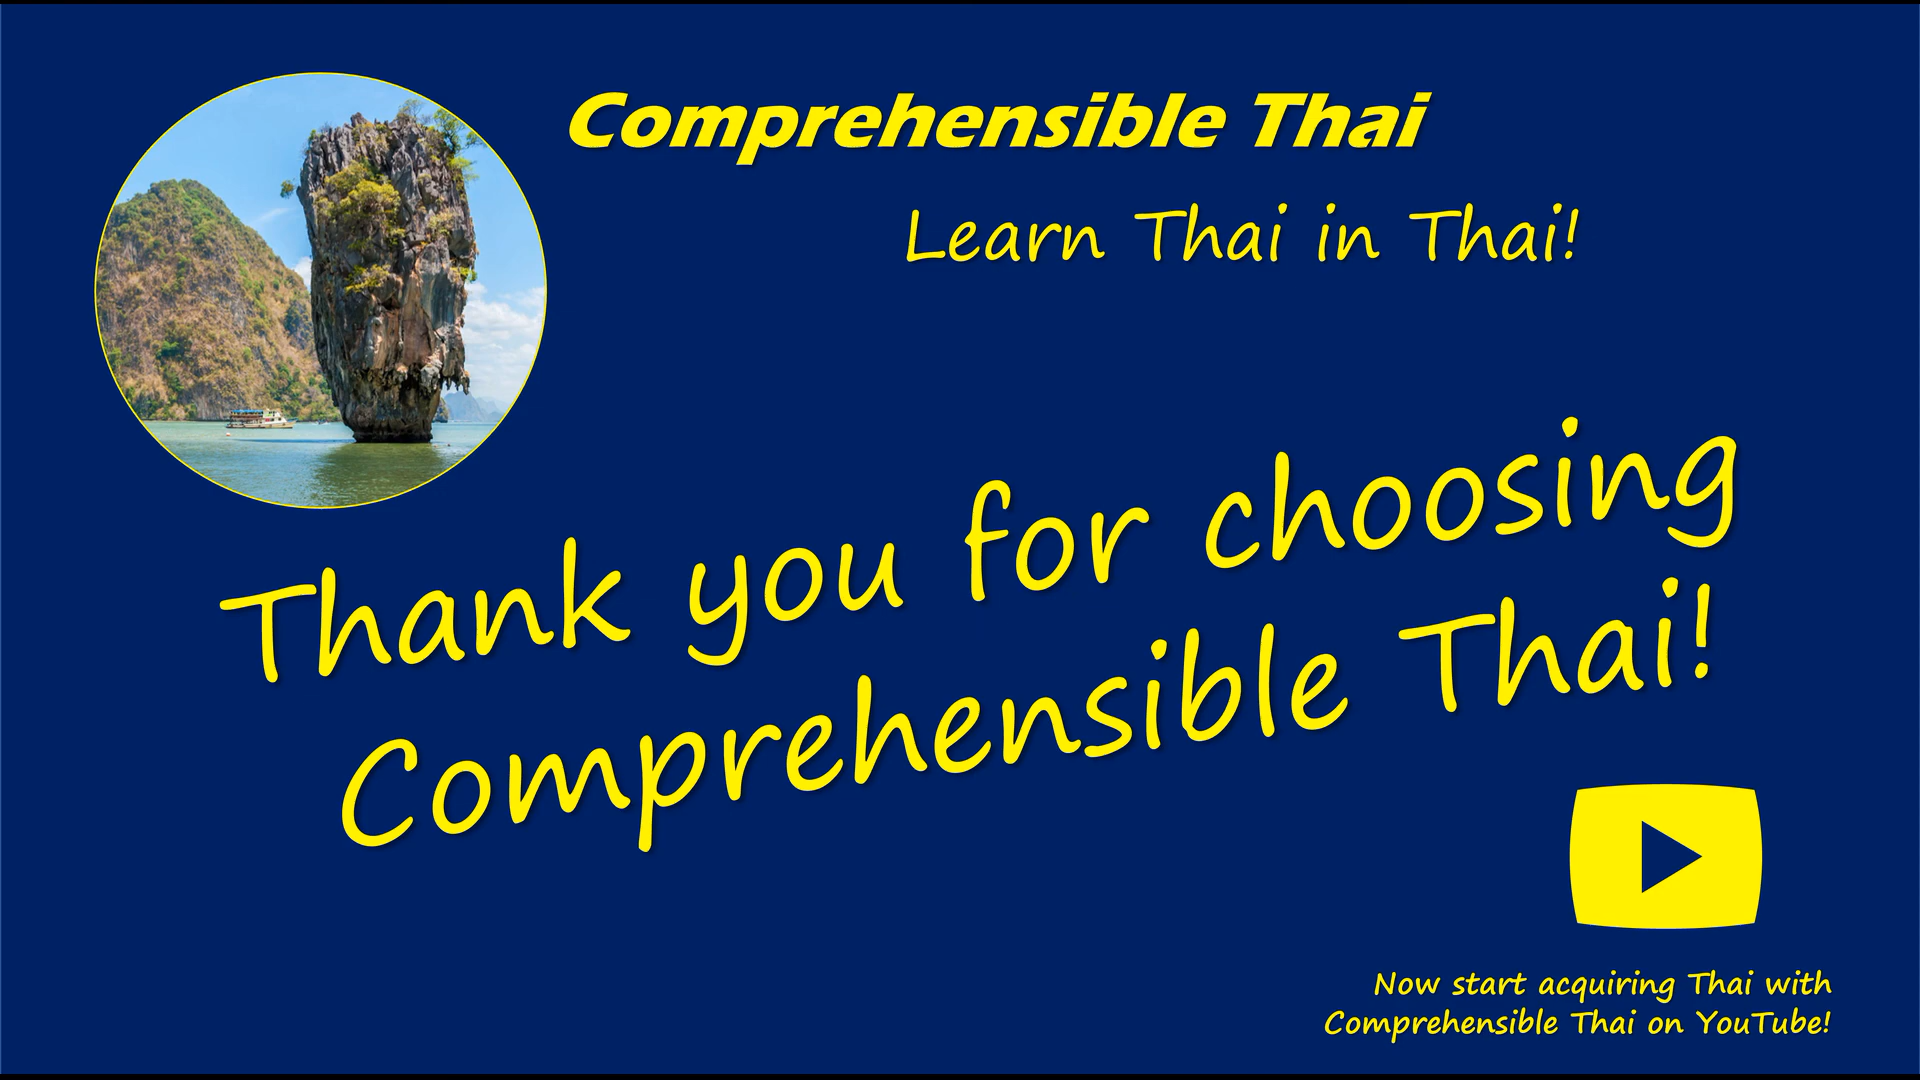 Comprehensible Thai
Learn Thai in Thai!
Thank you for choosing
Comprehensible Thai!
Now start acquiring Thai with
Comprehensible Thai on YouTube!